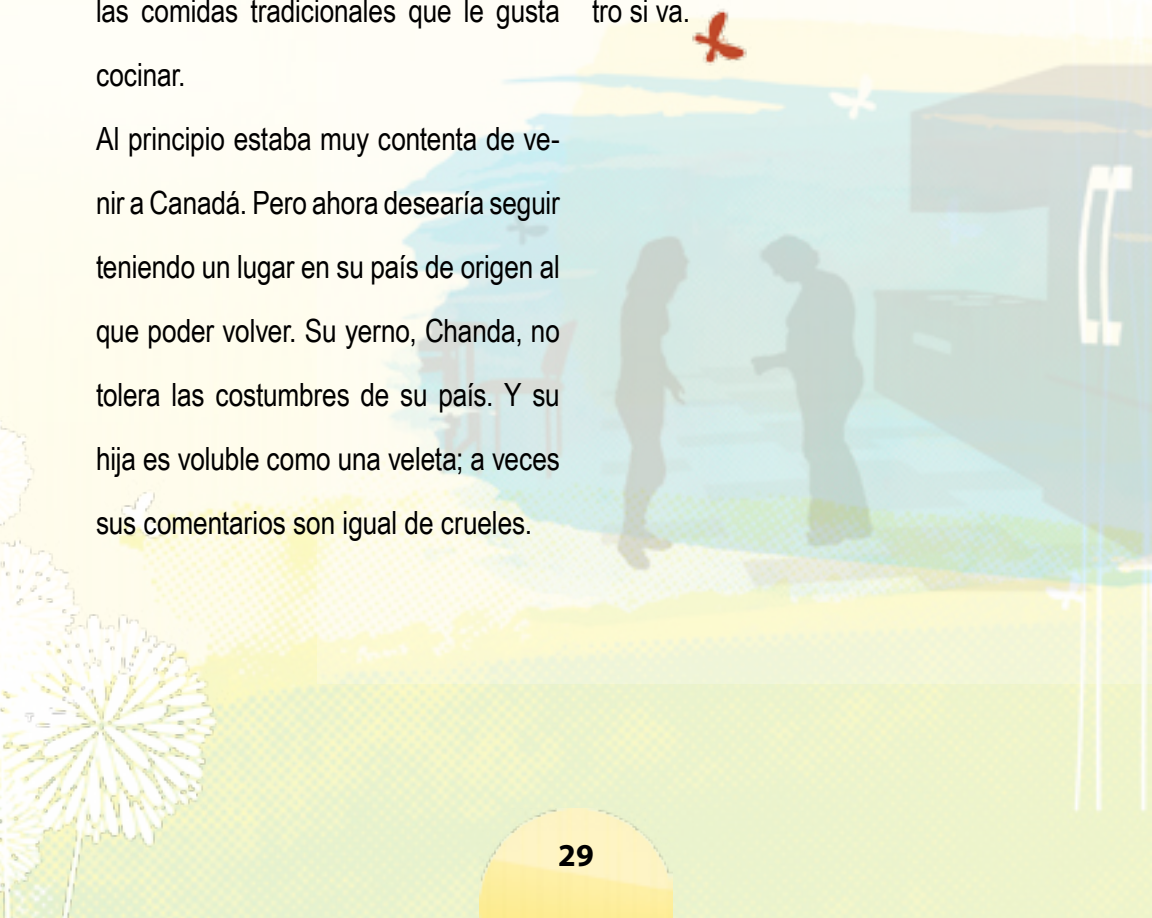 las comidas tradicionales que le gusta
cocinar.
Al principio estaba muy contenta de ve-
nir a Canadá. Pero ahora desearía seguir
teniendo un lugar en su país de origen al
que poder volver. Su yerno, Chanda, no
tolera las costumbres de su país. Y su
hija es voluble como una veleta; a veces
sus comentarios son igual de crueles.
tro si va.
29